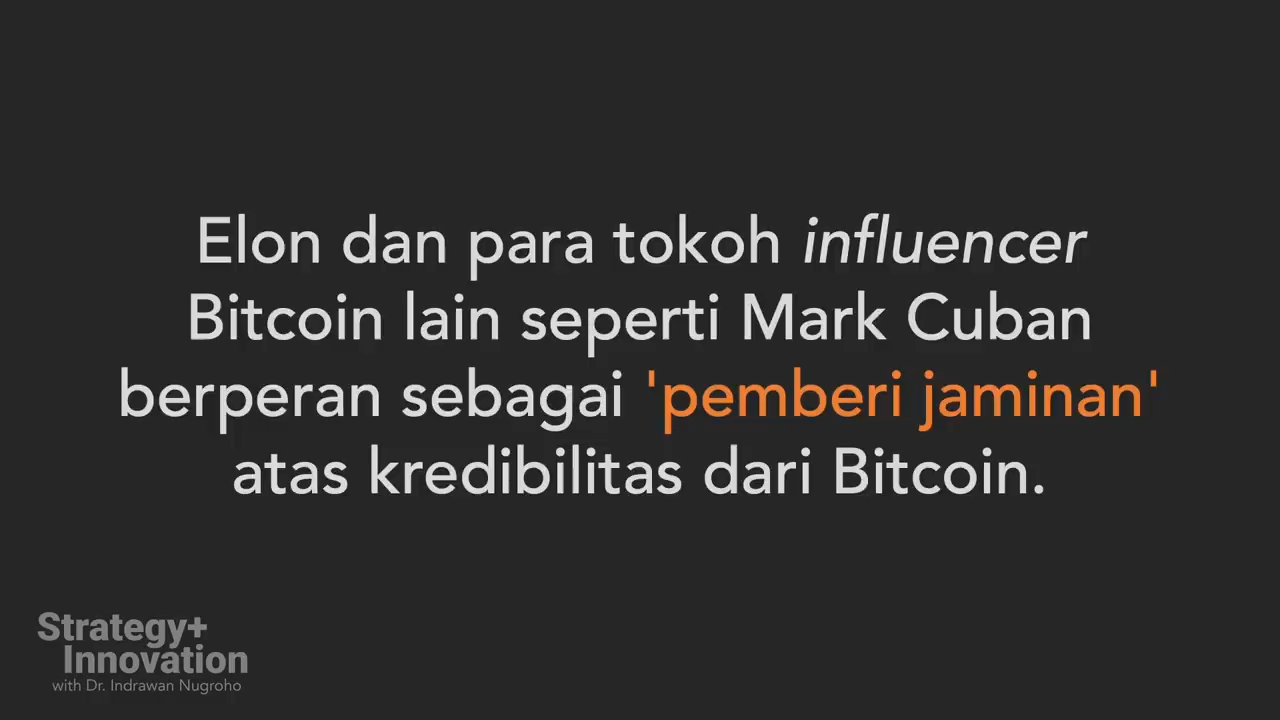 Elon dan para tokoh influencer
Bitcoin lain seperti Mark Cuban
berperan sebagai 'pemberi jaminan'
atas kredibilitas dari Bitcoin.
Strategy+
Innovation
with Dr. Indrawan Nugroho